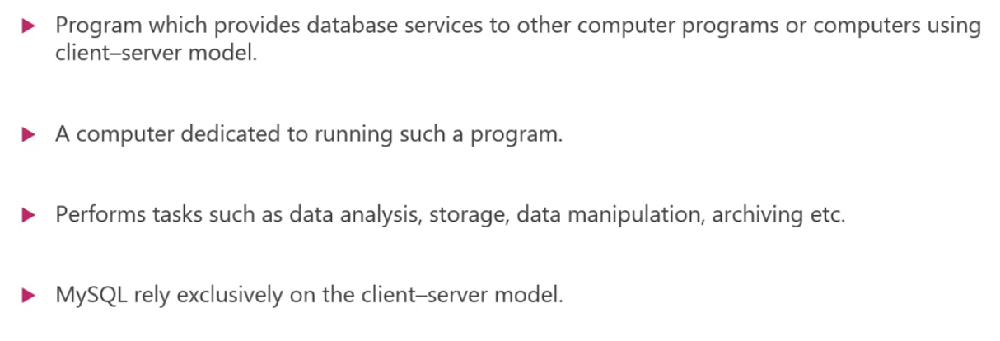 Program which provides database services to other computer programs or computers using
client–server model.
A computer dedicated to running such a program.
Performs tasks such as data analysis, storage, data manipulation, archiving etc.
MySQL rely exclusively on the client–server model.